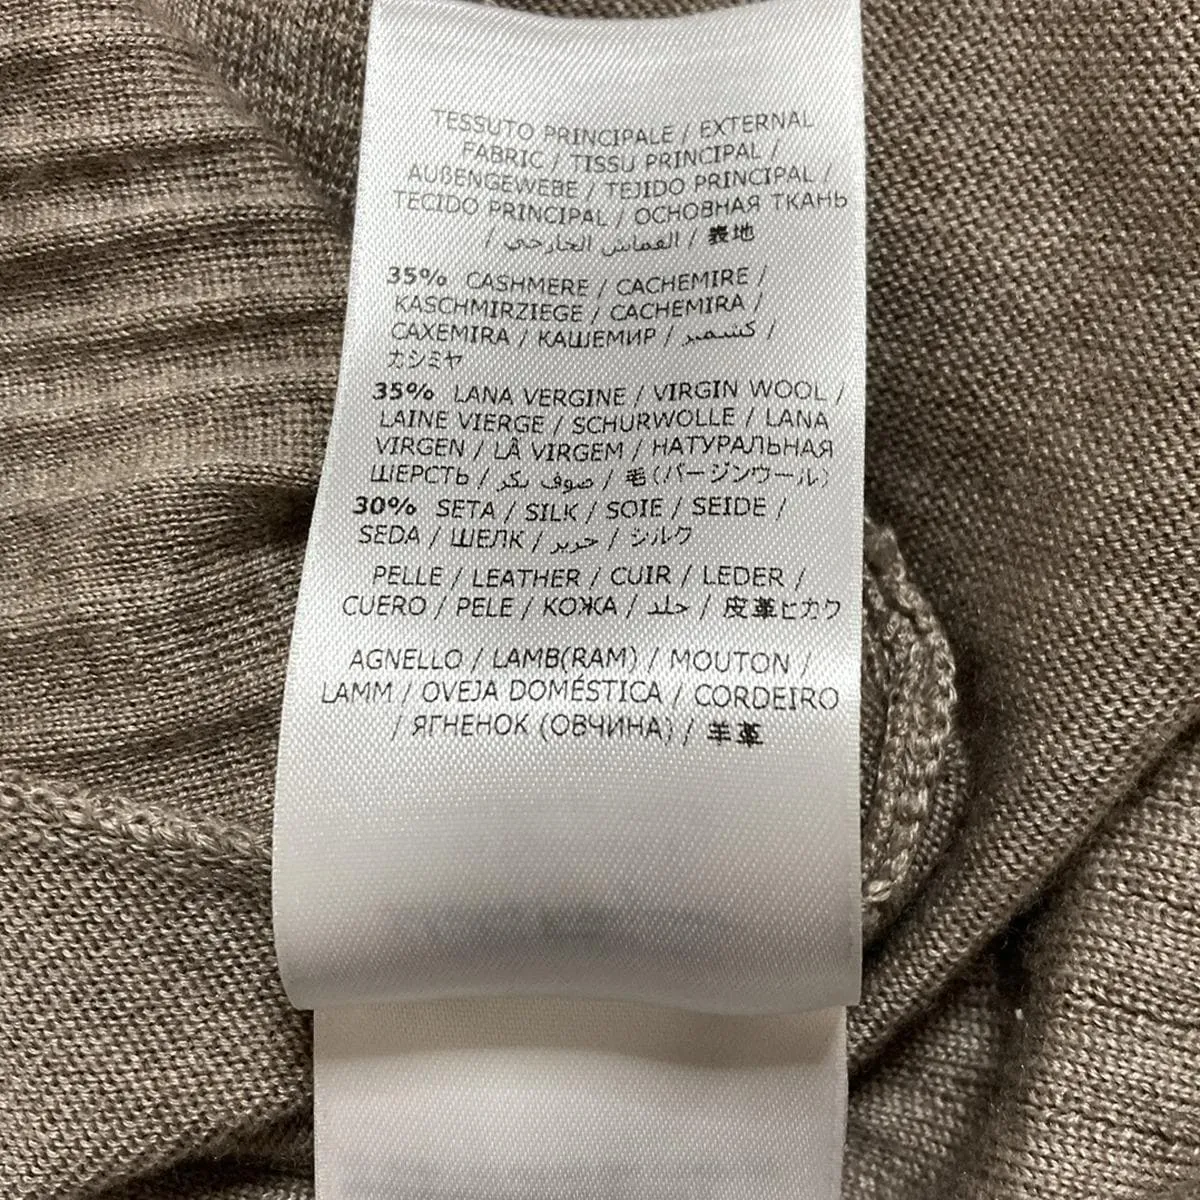 TESSUTO PRINCIPALE / EXTERNAL
FABRIC / TISSU PRINCIPAL /
AUßENGEWEBE / TEJIDO PRINCIPAL /
TECIDO PRINCIPAL / ОСНОВНАЯ ТКАНЬ
/ القماش الخارجي / 表地
35% CASHMERE / CACHEMIRE /
KASCHMIRZIEGE / CACHEMIRA /
CAXEMIRA / КАШЕМИР / كشمير /
カシミヤ
35% LANA VERGINE / VIRGIN WOOL /
LAINE VIERGE / SCHURWOLLE / LANA
VIRGEN / LÃ VIRGEM / НАТУРАЛЬНАЯ
ШЕРСТЬ / صوف بكر / 毛(バージンウール)
30% SETA / SILK / SOIE / SEIDE /
SEDA / ШЕЛК / حرير / シルク
PELLE / LEATHER / CUIR / LEDER /
CUERO / PELE / КОЖА / جلد / 皮革ヒカワ
AGNELLO / LAMB(RAM) / MOUTON /
LAMM / OVEJA DOMÉSTICA / CORDEIRO
/ ЯГНЕНОК (ОВЧИНА) / 羊革